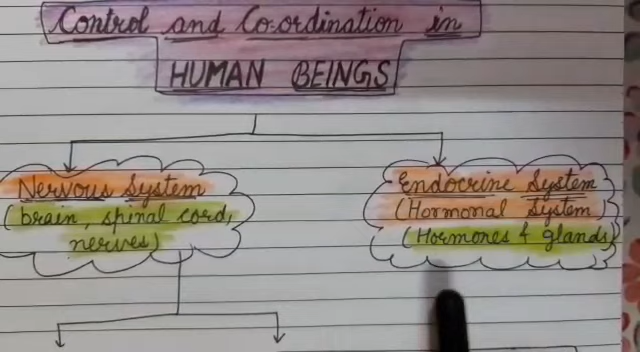 Control and Co-ordination in
HUMAN BEINGS
Nervous System
(brain, spinal cord,
nerves)
Endocrine System
(Hormonal System
(Hormones & glands)